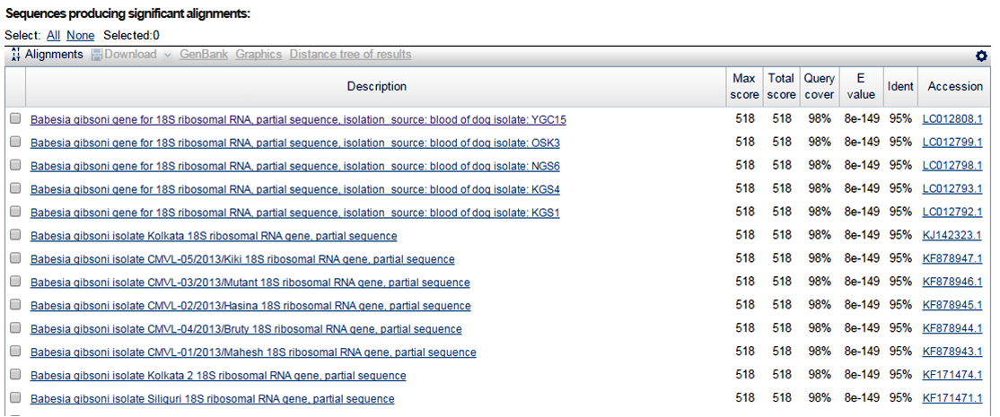 Sequences producing significant alignments:
Select: All None Selected:0
Alignments Download GenBank Graphics Distance tree of results
Description Max score Total score Query cover E value Ident Accession
Babesia gibsoni gene for 18S ribosomal RNA, partial sequence, isolation_source: blood of dog isolate: YGC15 518 518 98% 8e-149 95% LC012808.1
Babesia gibsoni gene for 18S ribosomal RNA, partial sequence, isolation_source: blood of dog isolate: OSK3 518 518 98% 8e-149 95% LC012799.1
Babesia gibsoni gene for 18S ribosomal RNA, partial sequence, isolation_source: blood of dog isolate: NGS6 518 518 98% 8e-149 95% LC012798.1
Babesia gibsoni gene for 18S ribosomal RNA, partial sequence, isolation_source: blood of dog isolate: KGS4 518 518 98% 8e-149 95% LC012793.1
Babesia gibsoni gene for 18S ribosomal RNA, partial sequence, isolation_source: blood of dog isolate: KGS1 518 518 98% 8e-149 95% LC012792.1
Babesia gibsoni isolate Kolkata 18S ribosomal RNA gene, partial sequence 518 518 98% 8e-149 95% KJ142323.1
Babesia gibsoni isolate CMVL-05/2013/Kiki 18S ribosomal RNA gene, partial sequence 518 518 98% 8e-149 95% KF878947.1
Babesia gibsoni isolate CMVL-03/2013/Mutant 18S ribosomal RNA gene, partial sequence 518 518 98% 8e-149 95% KF878946.1
Babesia gibsoni isolate CMVL-02/2013/Hasina 18S ribosomal RNA gene, partial sequence 518 518 98% 8e-149 95% KF878945.1
Babesia gibsoni isolate CMVL-04/2013/Bruty 18S ribosomal RNA gene, partial sequence 518 518 98% 8e-149 95% KF878944.1
Babesia gibsoni isolate CMVL-01/2013/Mahesh 18S ribosomal RNA gene, partial sequence 518 518 98% 8e-149 95% KF878943.1
Babesia gibsoni isolate Kolkata 2 18S ribosomal RNA gene, partial sequence 518 518 98% 8e-149 95% KF171474.1
Babesia gibsoni isolate Siliguri 18S ribosomal RNA gene, partial sequence 518 518 98% 8e-149 95% KF171471.1